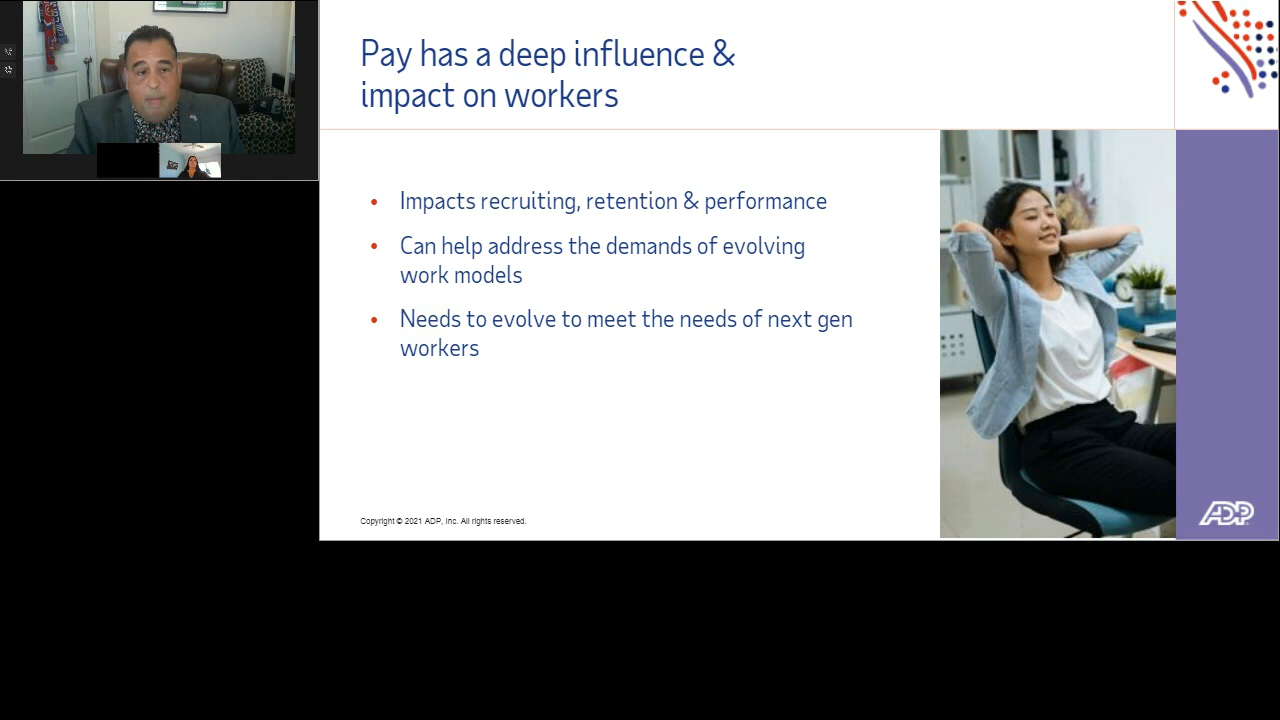 Pay has a deep influence &
impact on workers
• Impacts recruiting, retention & performance
• Can help address the demands of evolving
work models
• Needs to evolve to meet the needs of next gen
workers
Copyright © 2021 ADP, Inc. All rights reserved.
ADP